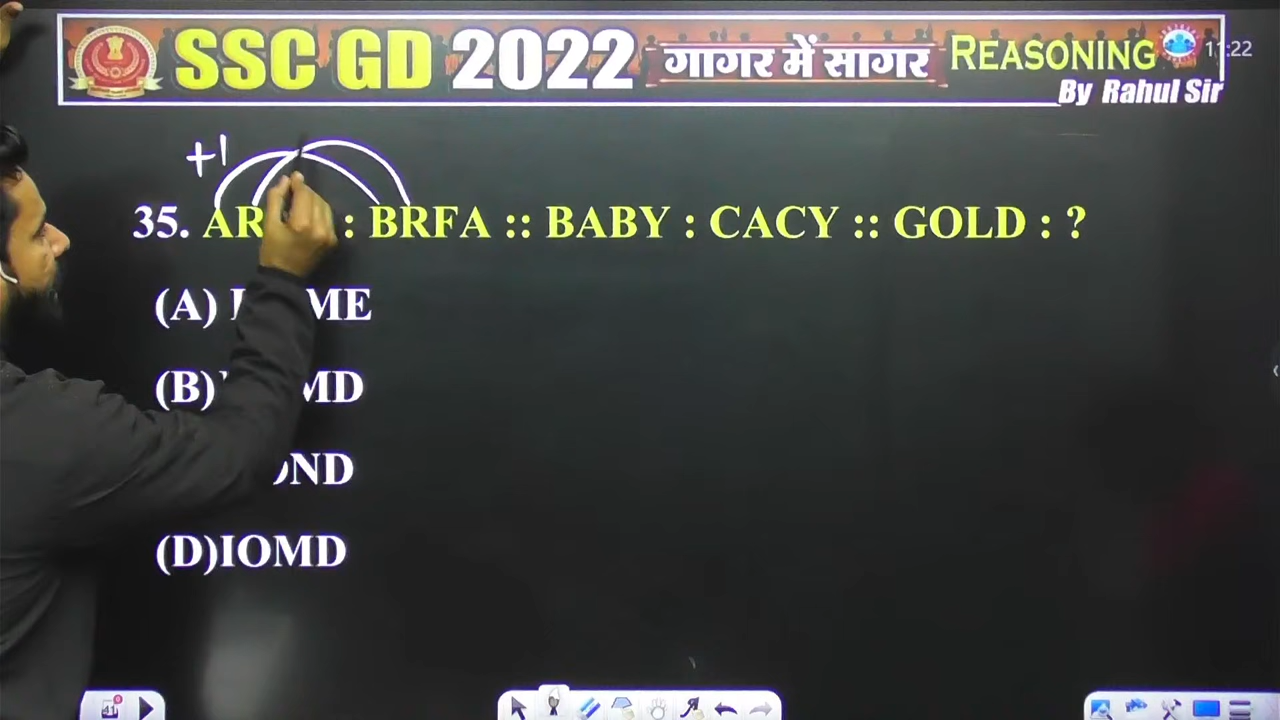 SSC GD 2022 गागर में सागर REASONING 11:22
By Rahul Sir
+1
35. AR : BRFA :: BABY : CACY :: GOLD : ?
(A) ME
(B) MD
ND
(D)IOMD